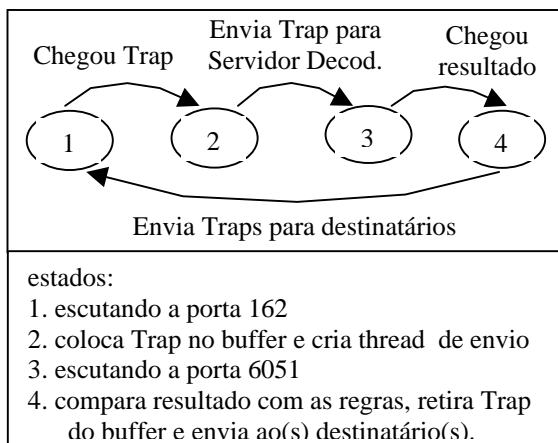 Chegou Trap
Envia Trap para
Servidor Decod.
Chegou
resultado
1
2
3
4
Envia Traps para destinatários
estados:
1. escutando a porta 162
2. coloca Trap no buffer e cria thread de envio
3. escutando a porta 6051
4. compara resultado com as regras, retira Trap
do buffer e envia ao(s) destinatário(s).